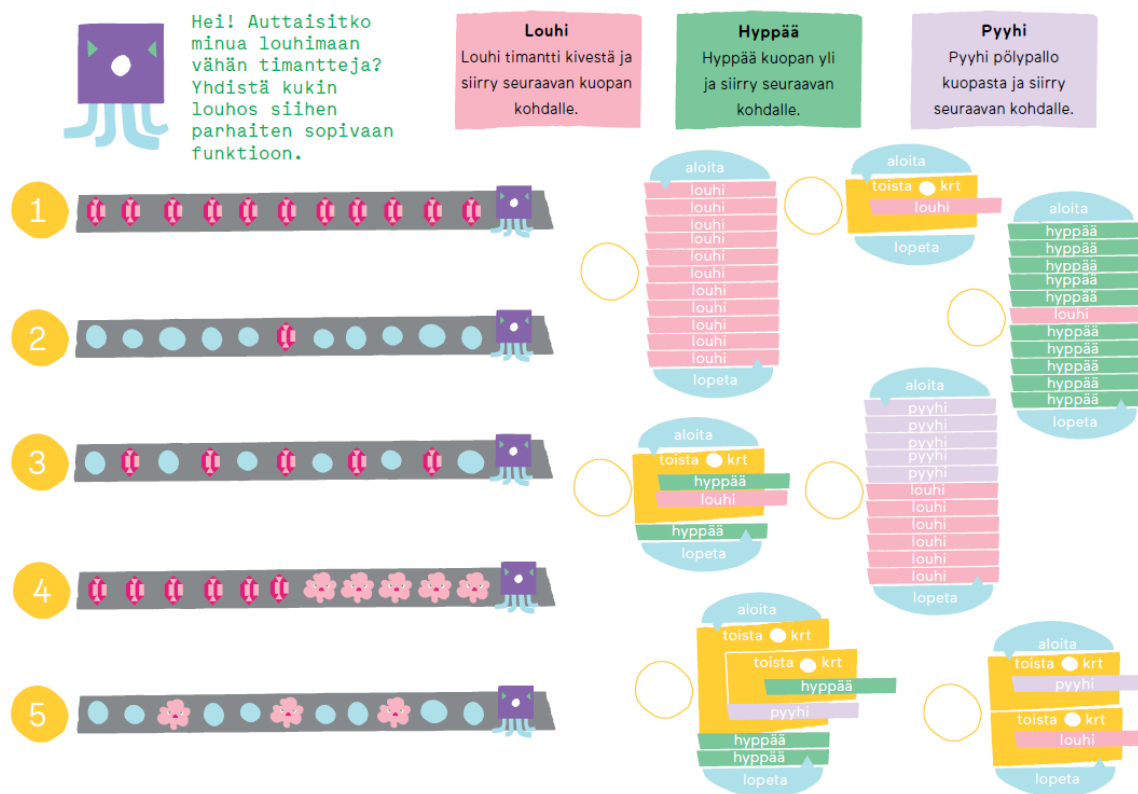 Hei! Auttaisitko
minua louhimaan
vähän timantteja?
Yhdistä kukin
louhos siihen
parhaiten sopivaan
funktioon.
Louhi
Louhi timantti kivestä ja
siirry seuraavan kuopan
kohdalle.
Hyppää
Hyppää kuopan yli
ja siirry seuraavan
kohdalle.
Pyyhi
Pyyhi pölypallo
kuopasta ja siirry
seuraavan kohdalle.
1
2
3
4
5
aloita
louhi
louhi
louhi
louhi
louhi
louhi
louhi
louhi
louhi
louhi
louhi
lopeta
aloita
toista krt
louhi
lopeta
aloita
hyppää
hyppää
hyppää
hyppää
hyppää
louhi
hyppää
hyppää
hyppää
hyppää
hyppää
lopeta
aloita
toista krt
hyppää
louhi
hyppää
lopeta
aloita
pyyhi
pyyhi
pyyhi
pyyhi
pyyhi
louhi
louhi
louhi
louhi
louhi
louhi
lopeta
aloita
toista krt
toista krt
hyppää
pyyhi
hyppää
hyppää
lopeta
aloita
toista krt
pyyhi
toista krt
louhi
lopeta